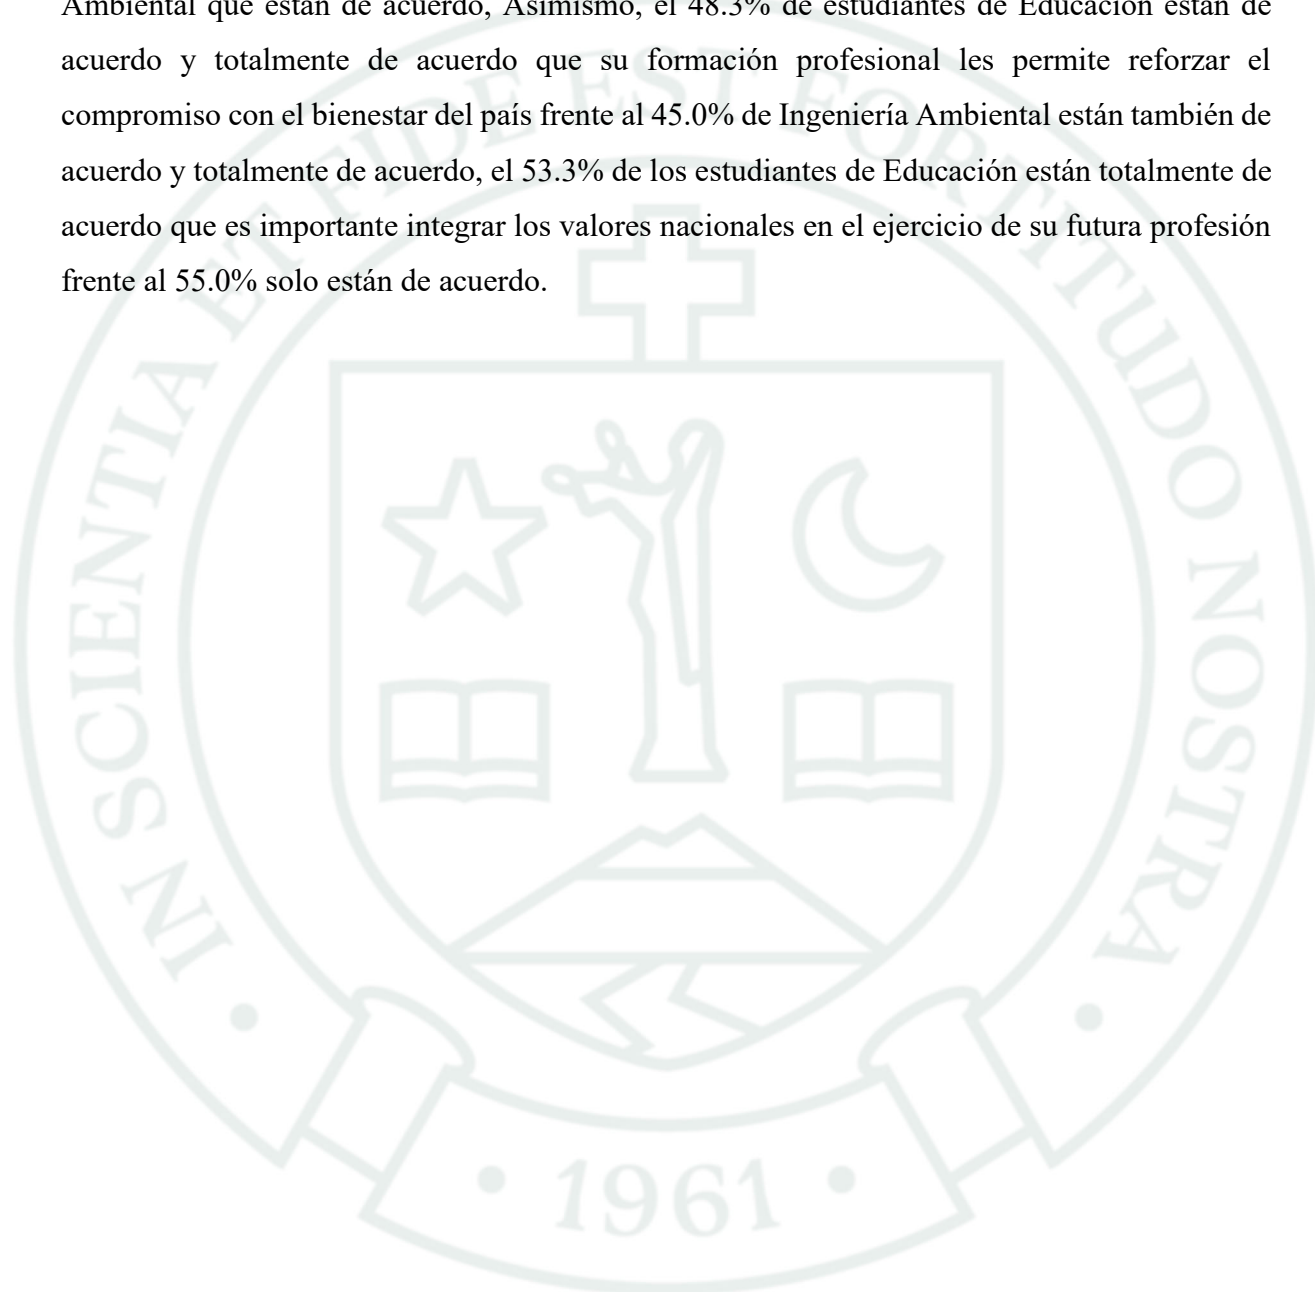 Ambiental que están de acuerdo, Asimismo, el 48.3% de estudiantes de Educación están de
acuerdo y totalmente de acuerdo que su formación profesional les permite reforzar el
compromiso con el bienestar del país frente al 45.0% de Ingeniería Ambiental están también de
acuerdo y totalmente de acuerdo, el 53.3% de los estudiantes de Educación están totalmente de
acuerdo que es importante integrar los valores nacionales en el ejercicio de su futura profesión
frente al 55.0% solo están de acuerdo.
IN SCIENTIA ET FIDE EST FORTITUDO NOSTRA
• 1961 •